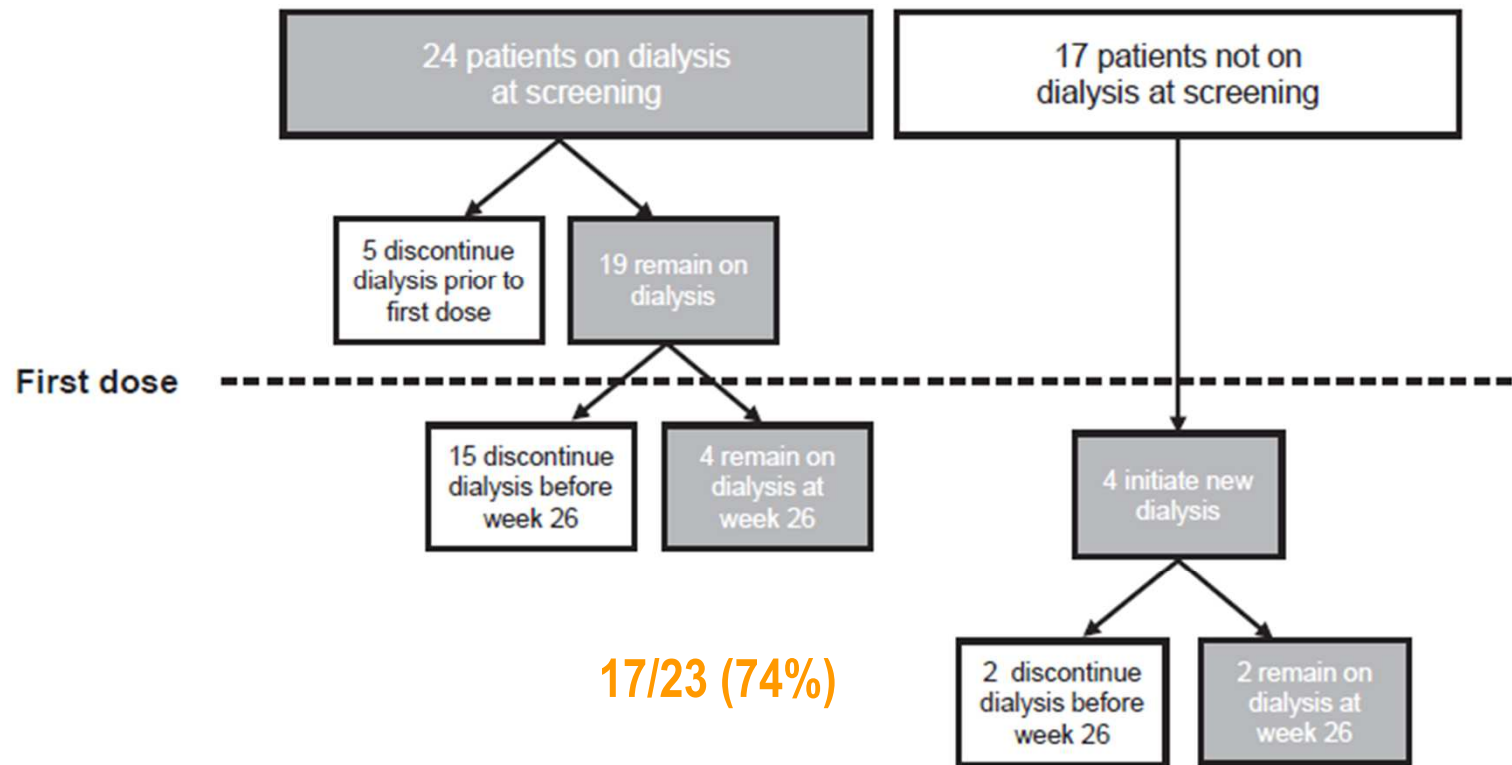 24 patients on dialysis
at screening
17 patients not on
dialysis at screening
5 discontinue
dialysis prior to
first dose
19 remain on
dialysis
First dose
15 discontinue
dialysis before
week 26
4 remain on
dialysis at
week 26
4 initiate new
dialysis
17/23 (74%)
2 discontinue
dialysis before
week 26
2 remain on
dialysis at
week 26